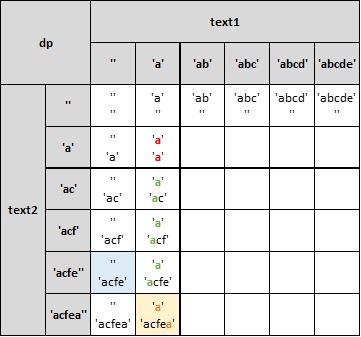 dp text1
'' 'a' 'ab' 'abc' 'abcd' 'abcde'
text2
'' '' 'a' 'ab' 'abc' 'abcd' 'abcde'
'' '' '' '' '' ''
'a' '' 'a'
'a' 'a'
'ac' '' 'a'
'ac' 'ac'
'acf' '' 'a'
'acf' 'acf'
'acfe'' '' 'a'
'acfe' 'acfe'
'acfea'' '' 'a'
'acfea' 'acfea'